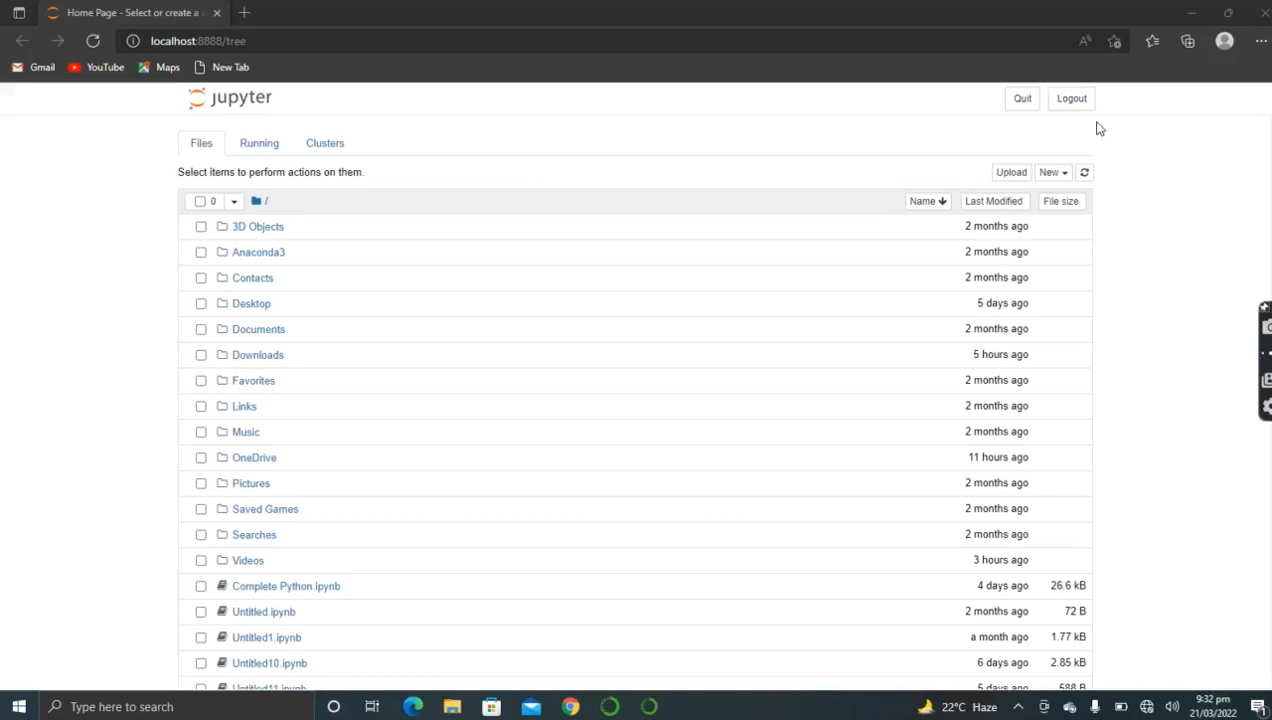 Home Page - Select or create a
localhost:8888/tree
Gmail YouTube Maps New Tab
jupyter Quit Logout
Files Running Clusters
Select items to perform actions on them. Upload New
0 / Name Last Modified File size
3D Objects 2 months ago
Anaconda3 2 months ago
Contacts 2 months ago
Desktop 5 days ago
Documents 2 months ago
Downloads 5 hours ago
Favorites 2 months ago
Links 2 months ago
Music 2 months ago
OneDrive 11 hours ago
Pictures 2 months ago
Saved Games 2 months ago
Searches 2 months ago
Videos 3 hours ago
Complete Python.ipynb 4 days ago 26.6 kB
Untitled.ipynb 2 months ago 72 B
Untitled1.ipynb a month ago 1.77 kB
Untitled10.ipynb 6 days ago 2.85 kB
Untitled11.ipynb 5 days ago 588 B
Type here to search 22°C Haze 9:32 pm
21/03/2022